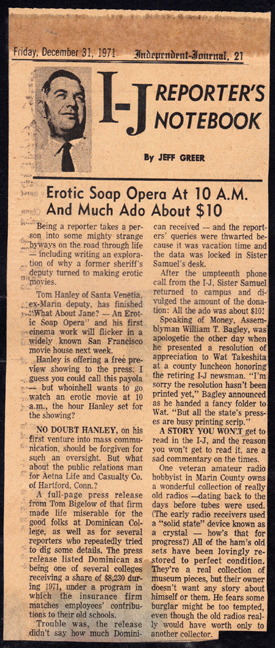 Friday, December 31, 1971
Independent-Journal, 21
I-J REPORTER'S
NOTEBOOK
By JEFF GREER
Erotic Soap Opera At 10 A.M.
And Much Ado About $10
Being a reporter takes a per-
son into some mighty strange
byways on the road through life
— including writing an explora-
tion of why a former sheriff's
deputy turned to making erotic
movies.
Tom Hanley of Santa Venetia,
ex-Marin deputy, has finished
"What About Jane? — An Ero-
tic Soap Opera" and his first
cinema work will flicker in a
widely known San Francisco
movie house next week.
Hanley is offering a free pre-
view showing to the press; I
guess you could call this payola
— but whoinhell wants to go
watch an erotic movie at 10
a.m., the hour Hanley set for
the showing?
NO DOUBT HANLEY, on his
first venture into mass commu-
nication, should be forgiven for
such an oversight. But what
about the public relations man
for Aetna Life and Casualty Co.
of Hartford, Conn.?
A full-page press release
from Tom Bigelow of that firm
made life miserable for the
good folks at Dominican Col-
lege, as well as for several
reporters who repeatedly tried
to dig some details. The press
release listed Dominican as
being one of several colleges
receiving a share of $8,230 dur-
ing 1971, under a program in
which the insurance firm
matches employees' contribu-
tions to their old schools.
Trouble was, the release
didn't say how much Domini-
can received — and the report-
ers' queries were thwarted be-
cause it was vacation time and
the data was locked in Sister
Samuel's desk.
After the umpteenth phone
call from the I-J, Sister Samuel
returned to campus and di-
vulged the amount of the dona-
tion: All the ado was about $10!
Speaking of Money, Assem-
blyman William T. Bagley, was
apologetic the other day when
he presented a resolution of
appreciation to Wat Takeshita
at a county luncheon honoring
the retiring I-J newsman. "I'm
sorry the resolution hasn't been
printed yet," Bagley announced
as he handed a fancy folder to
Wat. "But all the state's press-
es are busy printing scrip."
A STORY YOU WON'T get to
read in the I-J, and the reason
you won't get to read it, are a
sad commentary on the times.
One veteran amateur radio
hobbyist in Marin County owns
a wonderful collection of really
old radios —dating back to the
days before tubes were used.
(The early radio receivers used
a "solid state" device known as
a crystal — how's that for
progress?) All of the ham's old
sets have been lovingly re-
stored to perfect condition.
They're a real collection of
museum pieces, but their owner
doesn't want any story about
himself or them. He fears some
burglar might be too tempted,
even though the old radios real-
ly would have worth only to
another collector.